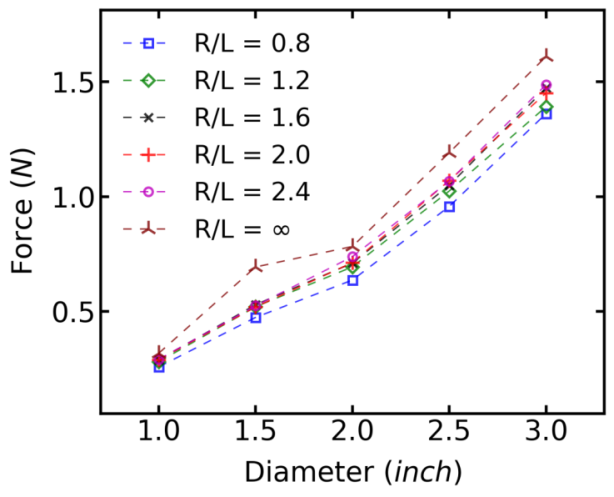 R/L = 0.8
R/L = 1.2
R/L = 1.6
R/L = 2.0
R/L = 2.4
R/L = ∞
1.5
1.0
0.5
Force (N)
1.0 1.5 2.0 2.5 3.0
Diameter (inch)